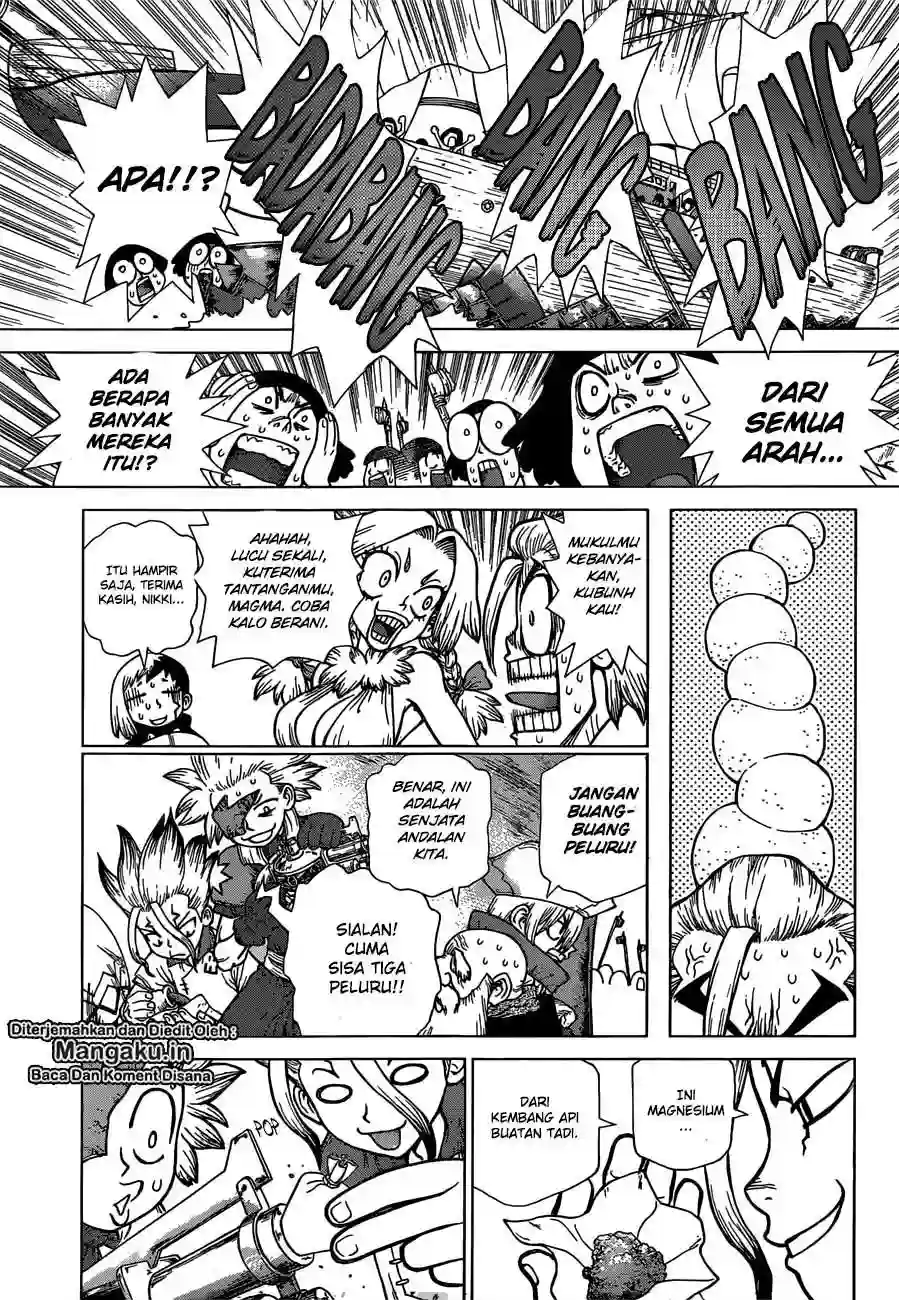 BANG
BANG
BADABANG
APA!!?
DARI
SEMUA
ARAH...
ADA
BERAPA
BANYAK
MEREKA
ITU!?
MUKULMU
KEBANYA-
KAN,
KUBUNH
KAU!
AHAHAH,
LUCU SEKALI,
KUTERIMA
TANTANGANMU,
MAGMA. COBA
KALO BERANI.
ITU HAMPIR
SAJA, TERIMA
KASIH, NIKKI...
JANGAN
BUANG-
BUANG
PELURU!
BENAR, INI
ADALAH
SENJATA
ANDALAN
KITA.
SIALAN!
CUMA
SISA TIGA
PELURU!!
Diterjemahkan dan Diedit Oleh :
Mangaku.in
Baca Dan Koment Disana
INI
MAGNESIUM
...
DARI
KEMBANG API
BUATAN TADI.
POP